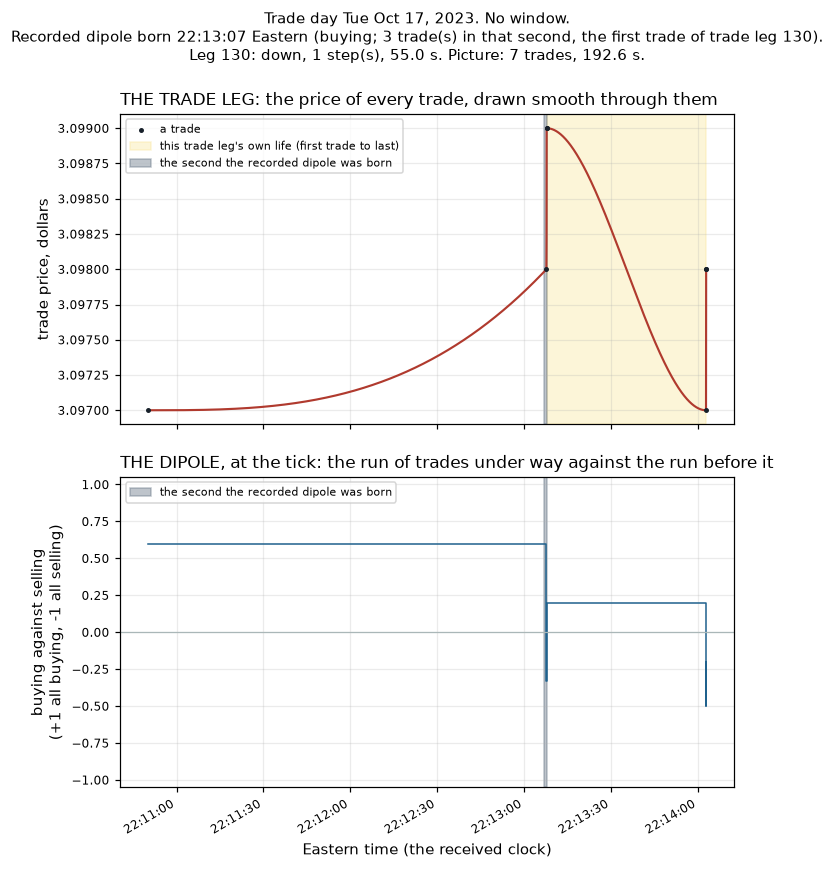 Trade day Tue Oct 17, 2023. No window.
Recorded dipole born 22:13:07 Eastern (buying; 3 trade(s) in that second, the first trade of trade leg 130).
Leg 130: down, 1 step(s), 55.0 s. Picture: 7 trades, 192.6 s.
THE TRADE LEG: the price of every trade, drawn smooth through them
a trade
this trade leg's own life (first trade to last)
the second the recorded dipole was born
trade price, dollars
3.09900
3.09875
3.09850
3.09825
3.09800
3.09775
3.09750
3.09725
3.09700
THE DIPOLE, at the tick: the run of trades under way against the run before it
the second the recorded dipole was born
buying against selling
(+1 all buying, -1 all selling)
1.00
0.75
0.50
0.25
0.00
−0.25
−0.50
−0.75
−1.00
22:11:00
22:11:30
22:12:00
22:12:30
22:13:00
22:13:30
22:14:00
Eastern time (the received clock)